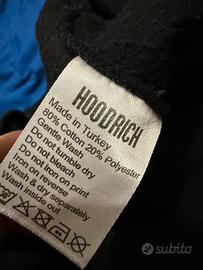 HOODRICH
Made in Turkey
80% Cotton 20% Polyester
Gentle Wash
Do not tumble dry
Do not bleach
Do not iron on print
Iron on reverse
Wash and dry separately
Wash inside out
subito